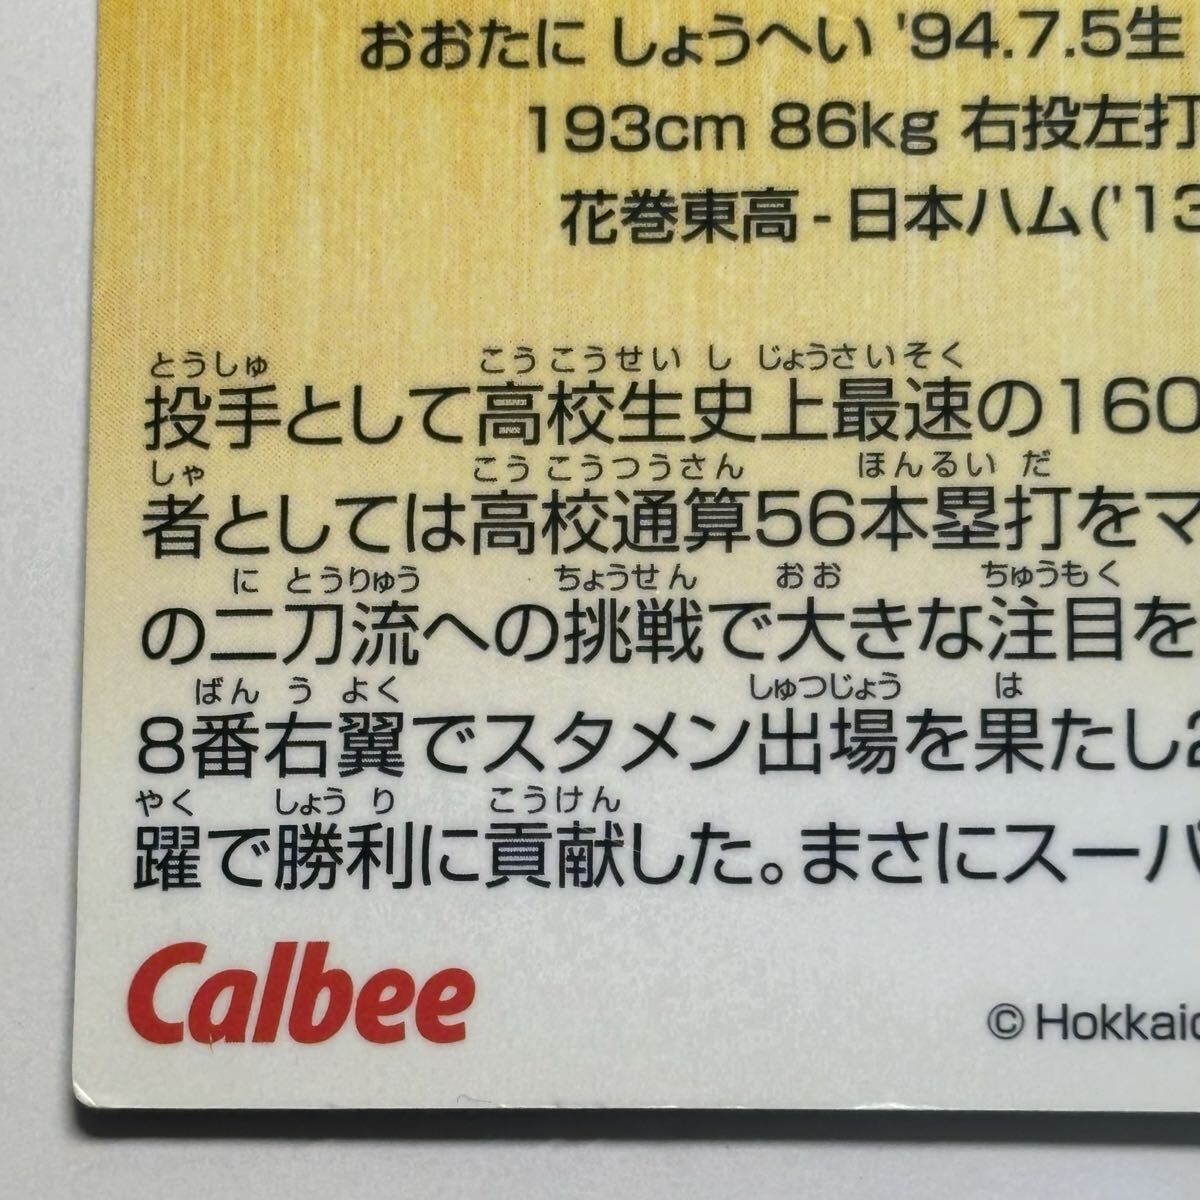 おおたに しょうへい '94.7.5生
193cm 86kg 右投左打
花巻東高-日本ハム('13
とうしゅ こうこうせいし じょうさいそく
投手として高校生史上最速の160
しゃ こうこうつうさん ほんるいだ
者としては高校通算56本塁打をマ
にとうりゅう ちょうせん おお ちゅうもく
の二刀流への挑戦で大きな注目を
ばん うよく しゅつじょう は
8番右翼でスタメン出場を果たし2
やく しょうり こうけん
躍で勝利に貢献した。まさにスーパ
Calbee
© Hokkaid